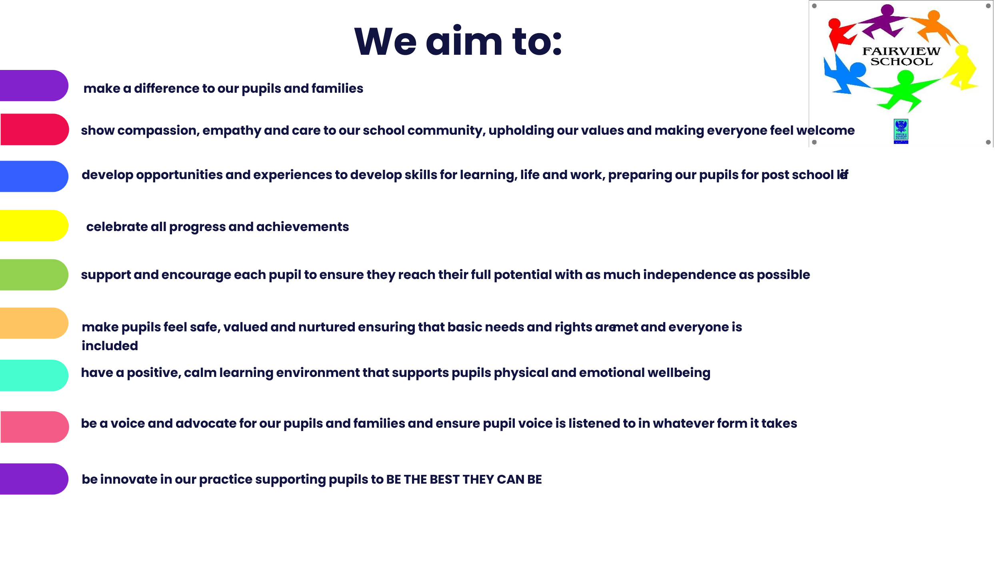 We aim to:
FAIRVIEW
SCHOOL
make a difference to our pupils and families
show compassion, empathy and care to our school community, upholding our values and making everyone feel welcome
develop opportunities and experiences to develop skills for learning, life and work, preparing our pupils for post school life
celebrate all progress and achievements
support and encourage each pupil to ensure they reach their full potential with as much independence as possible
make pupils feel safe, valued and nurtured ensuring that basic needs and rights are met and everyone is
included
have a positive, calm learning environment that supports pupils physical and emotional wellbeing
be a voice and advocate for our pupils and families and ensure pupil voice is listened to in whatever form it takes
be innovate in our practice supporting pupils to BE THE BEST THEY CAN BE